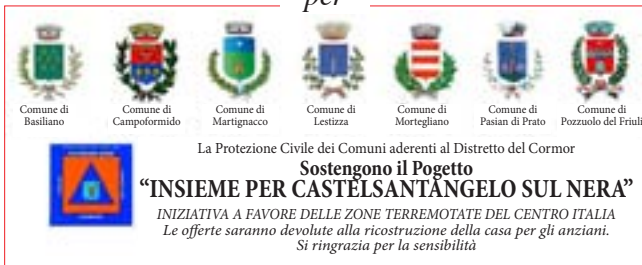 per
Comune di Basiliano
Comune di Campoformido
Comune di Martignacco
Comune di Lestizza
Comune di Mortegliano
Comune di Pasian di Prato
Comune di Pozzuolo del Friuli
La Protezione Civile dei Comuni aderenti al Distretto del Cormor
Sostengono il Pogetto
“INSIEME PER CASTELSANTANGELO SUL NERA”
INIZIATIVA A FAVORE DELLE ZONE TERREMOTATE DEL CENTRO ITALIA
Le offerte saranno devolute alla ricostruzione della casa per gli anziani.
Si ringrazia per la sensibilità